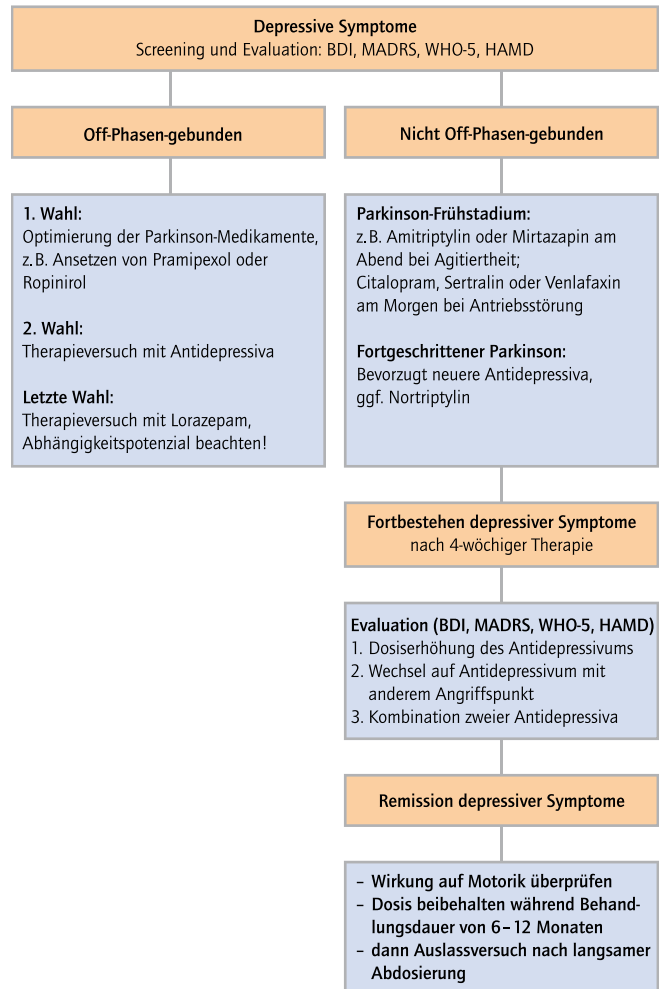 Depressive Symptome
Screening und Evaluation: BDI, MADRS, WHO-5, HAMD
Off-Phasen-gebunden
1. Wahl:
Optimierung der Parkinson-Medikamente,
z. B. Ansetzen von Pramipexol oder
Ropinirol
2. Wahl:
Therapieversuch mit Antidepressiva
Letzte Wahl:
Therapieversuch mit Lorazepam,
Abhängigkeitspotenzial beachten!
Nicht Off-Phasen-gebunden
Parkinson-Frühstadium:
z. B. Amitriptylin oder Mirtazapin am
Abend bei Agitiertheit;
Citalopram, Sertralin oder Venlafaxin
am Morgen bei Antriebsstörung
Fortgeschrittener Parkinson:
Bevorzugt neuere Antidepressiva,
ggf. Nortriptylin
Fortbestehen depressiver Symptome
nach 4-wöchiger Therapie
Evaluation (BDI, MADRS, WHO-5, HAMD)
1. Dosiserhöhung des Antidepressivums
2. Wechsel auf Antidepressivum mit
anderem Angriffspunkt
3. Kombination zweier Antidepressiva
Remission depressiver Symptome
– Wirkung auf Motorik überprüfen
– Dosis beibehalten während Behand-
lungsdauer von 6–12 Monaten
– dann Auslassversuch nach langsamer
Abdosierung